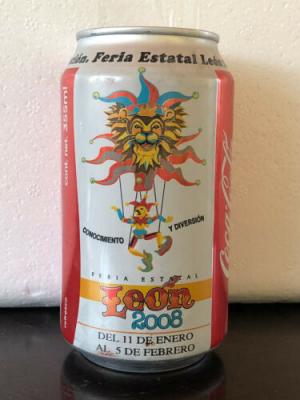 ción. Feria Estatal León
cont. net. 355ml
CONOCIMIENTO Y DIVERSIÓN
FERIA ESTATAL
León
2008
DEL 11 DE ENERO
AL 5 DE FEBRERO
Coca-Cola